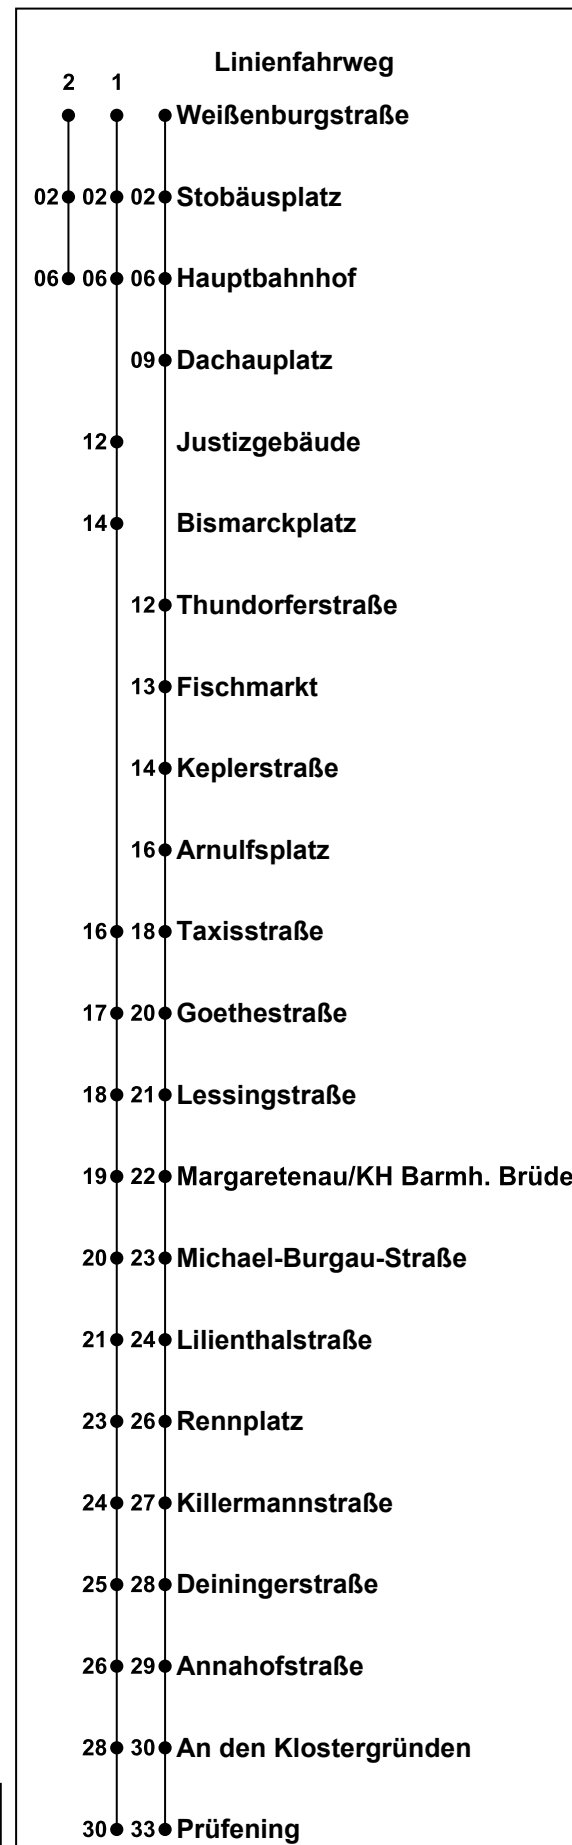 Linienfahrweg
2 1
Weißenburgstraße
02 02 02 Stobäusplatz
06 06 06 Hauptbahnhof
09 Dachauplatz
12 Justizgebäude
14 Bismarckplatz
12 Thundorferstraße
13 Fischmarkt
14 Keplerstraße
16 Arnulfsplatz
16 18 Taxisstraße
17 20 Goethestraße
18 21 Lessingstraße
19 22 Margaretenau/KH Barmh. Brüde
20 23 Michael-Burgau-Straße
21 24 Lilienthalstraße
23 26 Rennplatz
24 27 Killermannstraße
25 28 Deiningerstraße
26 29 Annahofstraße
28 30 An den Klostergründen
30 33 Prüfening